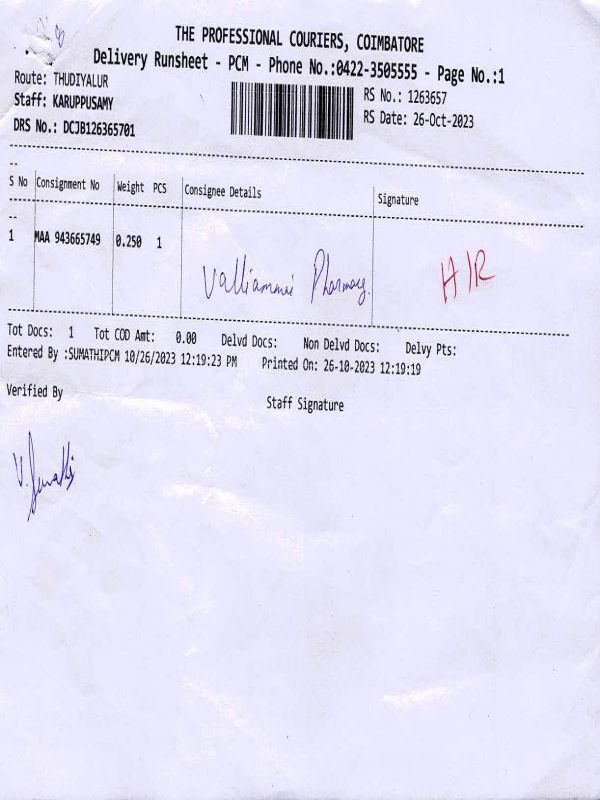 THE PROFESSIONAL COURIERS, COIMBATORE
Delivery Runsheet - PCM - Phone No.:0422-3505555 - Page No.:1
Route: THUDIYALUR
RS No.: 1263657
Staff: KARUPPUSAMY
RS Date: 26-Oct-2023
DRS No.: DCJB126365701
S No Consignment No Weight PCS Consignee Details Signature
1 MAA 943665749 0.250 1 Valliammai Pharmacy. H/R
Tot Docs: 1 Tot COD Amt: 0.00 Delvd Docs: Non Delvd Docs: Delvy Pts:
Entered By :SUMATHIPCM 10/26/2023 12:19:23 PM Printed On: 26-10-2023 12:19:19
Verified By Staff Signature
V. Sumathi